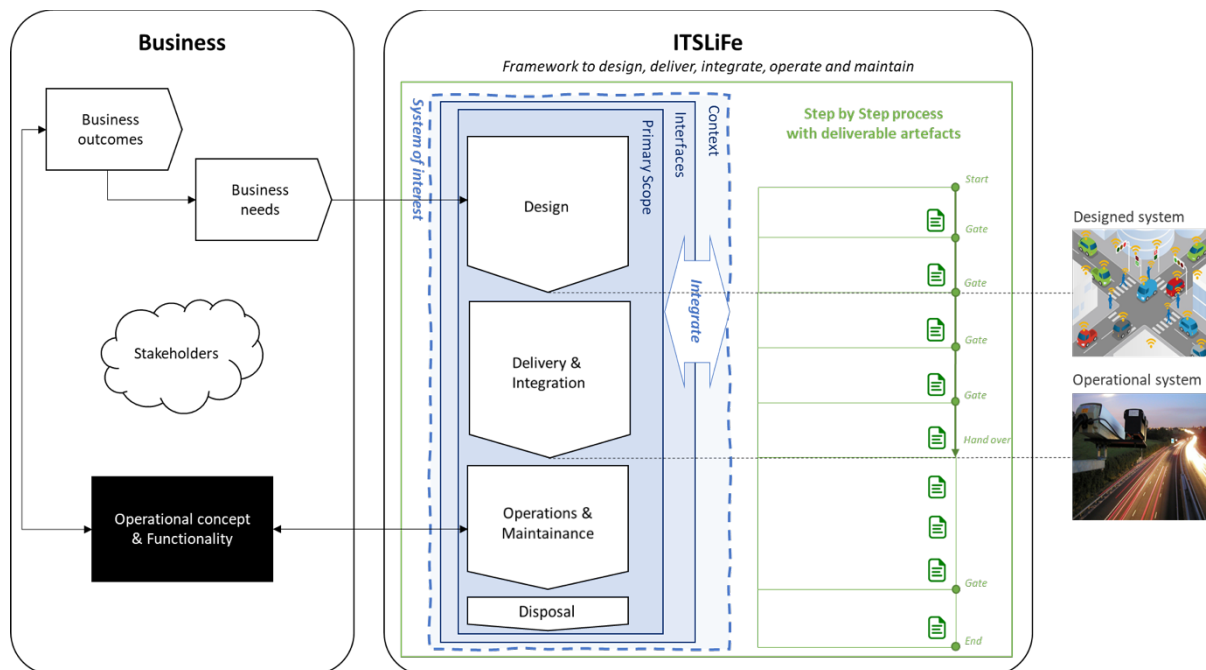 Business
Business
outcomes
Business
needs
Stakeholders
Operational concept
& Functionality
ITSLiFe
Framework to design, deliver, integrate, operate and maintain
System of interest
Context
Interfaces
Primary Scope
Design
Integrate
Delivery &
Integration
Operations &
Maintainance
Disposal
Step by Step process
with deliverable artefacts
Start
Gate
Gate
Gate
Gate
Hand over
Gate
End
Designed system
Operational system